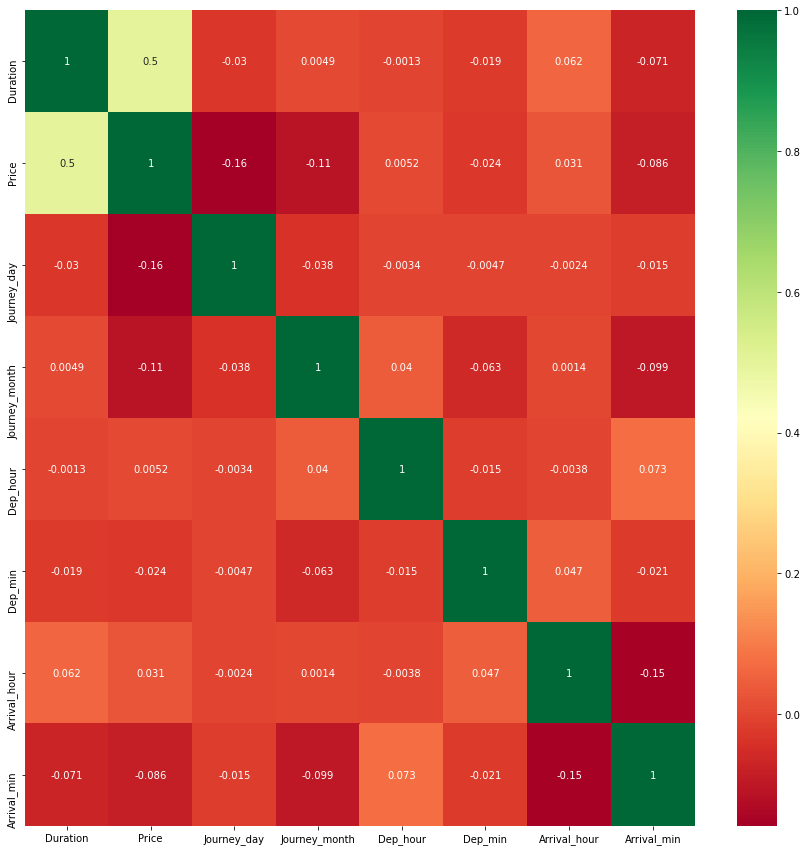 1.0
Duration 1 0.5 -0.03 0.0049 -0.0013 -0.019 0.062 -0.071
0.8
Price 0.5 1 -0.16 -0.11 0.0052 -0.024 0.031 -0.086
Journey_day -0.03 -0.16 1 -0.038 -0.0034 -0.0047 -0.0024 -0.015
0.6
Journey_month 0.0049 -0.11 -0.038 1 0.04 -0.063 0.0014 -0.099
0.4
Dep_hour -0.0013 0.0052 -0.0034 0.04 1 -0.015 -0.0038 0.073
Dep_min -0.019 -0.024 -0.0047 -0.063 -0.015 1 0.047 -0.021
0.2
Arrival_hour 0.062 0.031 -0.0024 0.0014 -0.0038 0.047 1 -0.15
0.0
Arrival_min -0.071 -0.086 -0.015 -0.099 0.073 -0.021 -0.15 1
Duration Price Journey_day Journey_month Dep_hour Dep_min Arrival_hour Arrival_min